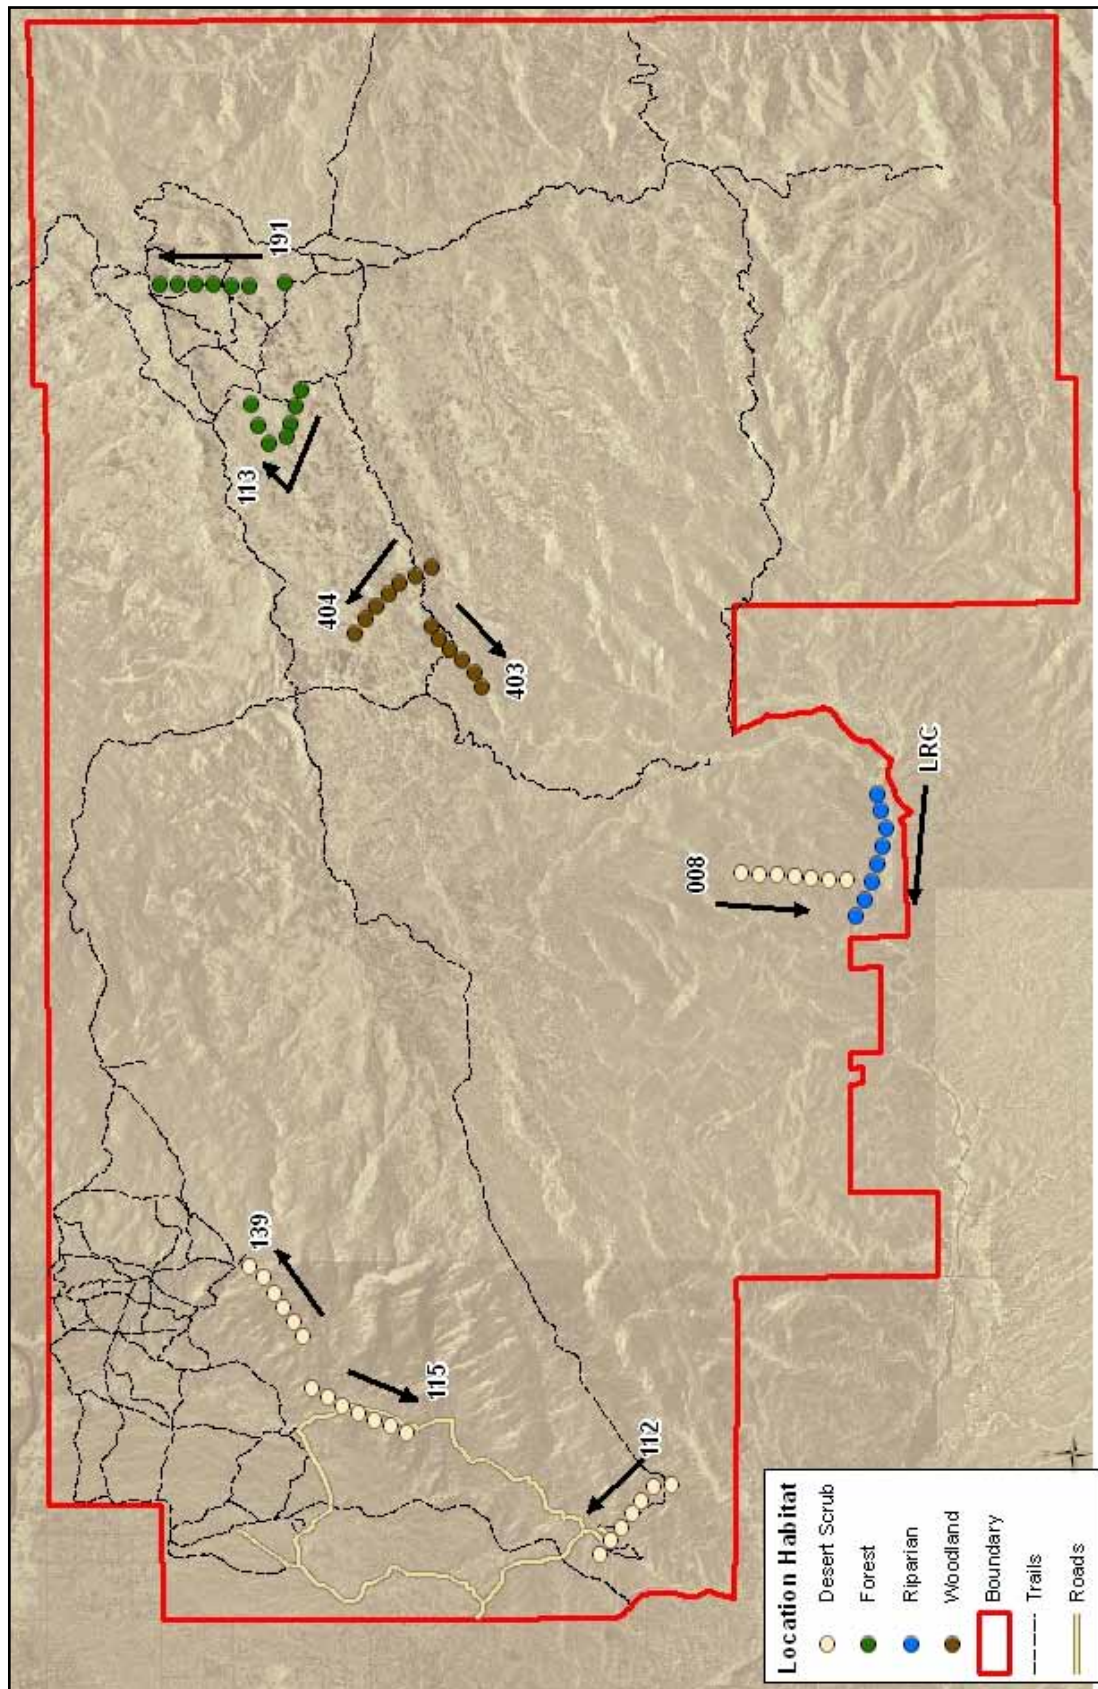 191
113
404
403
LRC
008
139
115
112
Location Habitat
Desert Scrub
Forest
Riparian
Woodland
Boundary
Trails
Roads